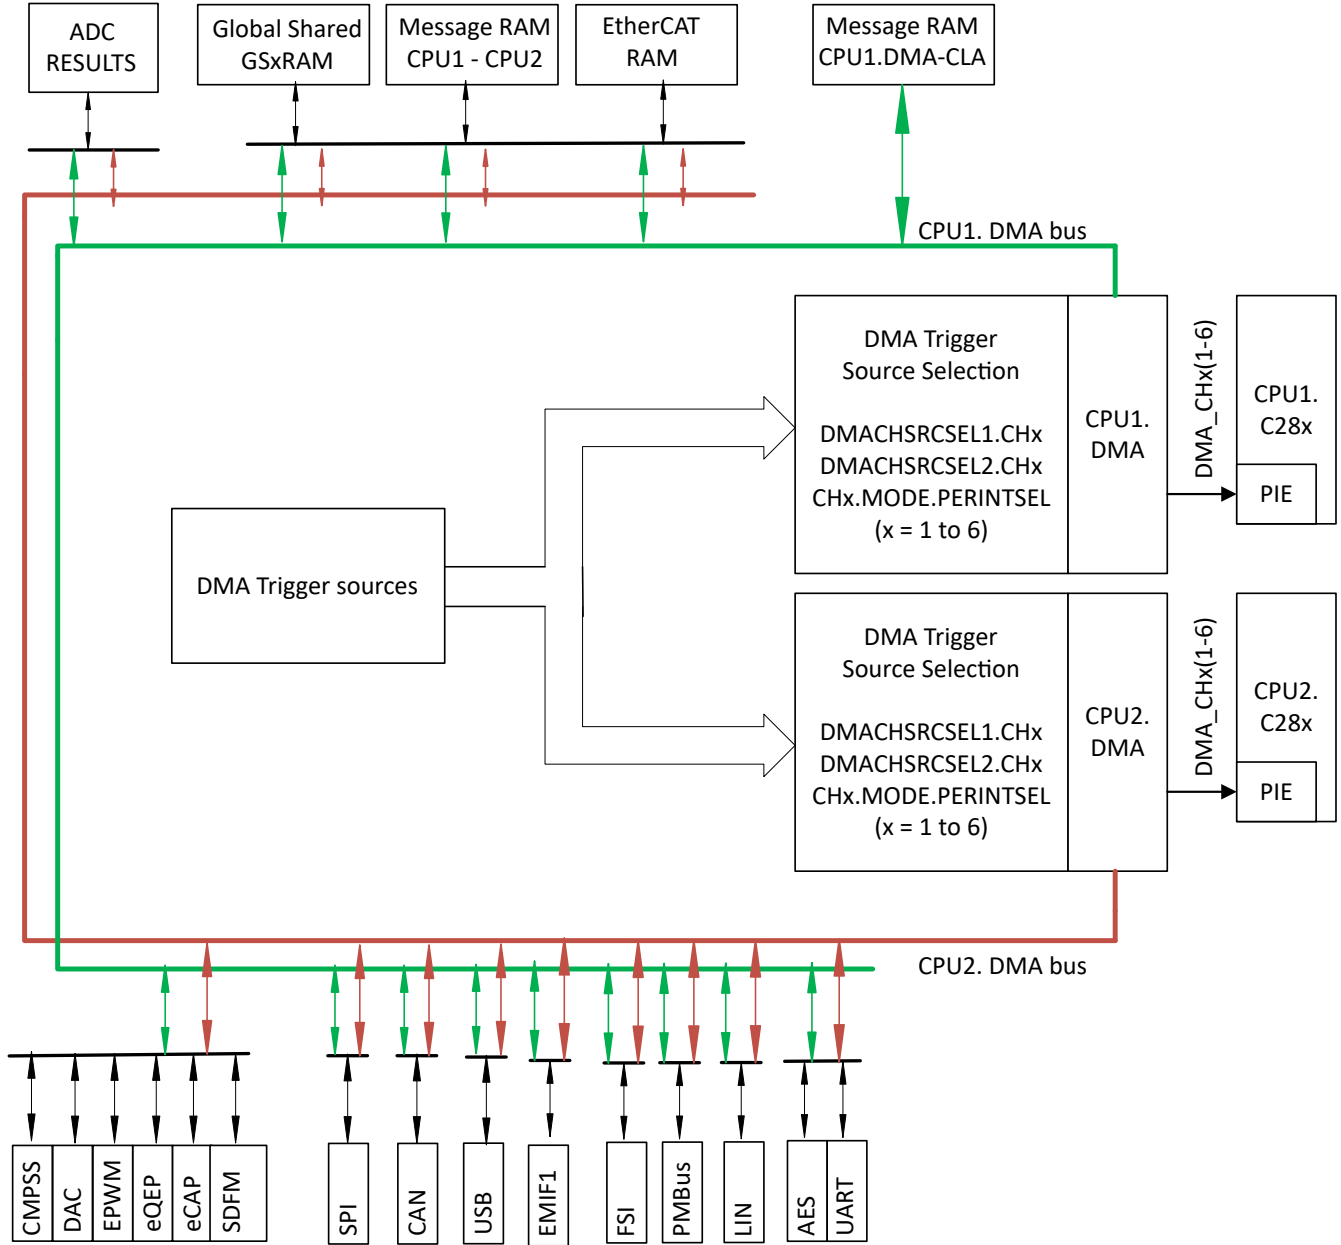 ADC
RESULTS
Global Shared
GSxRAM
Message RAM
CPU1 - CPU2
EtherCAT
RAM
Message RAM
CPU1.DMA-CLA
CPU1. DMA bus
DMA Trigger
Source Selection
DMACHSRCSEL1.CHx
DMACHSRCSEL2.CHx
CHx.MODE.PERINTSEL
(x = 1 to 6)
CPU1.
DMA
DMA_CHx(1-6)
CPU1.
C28x
PIE
DMA Trigger sources
DMA Trigger
Source Selection
DMACHSRCSEL1.CHx
DMACHSRCSEL2.CHx
CHx.MODE.PERINTSEL
(x = 1 to 6)
CPU2.
DMA
DMA_CHx(1-6)
CPU2.
C28x
PIE
CPU2. DMA bus
CMPSS
DAC
EPWM
eQEP
eCAP
SDFM
SPI
CAN
USB
EMIF1
FSI
PMBus
LIN
AES
UART